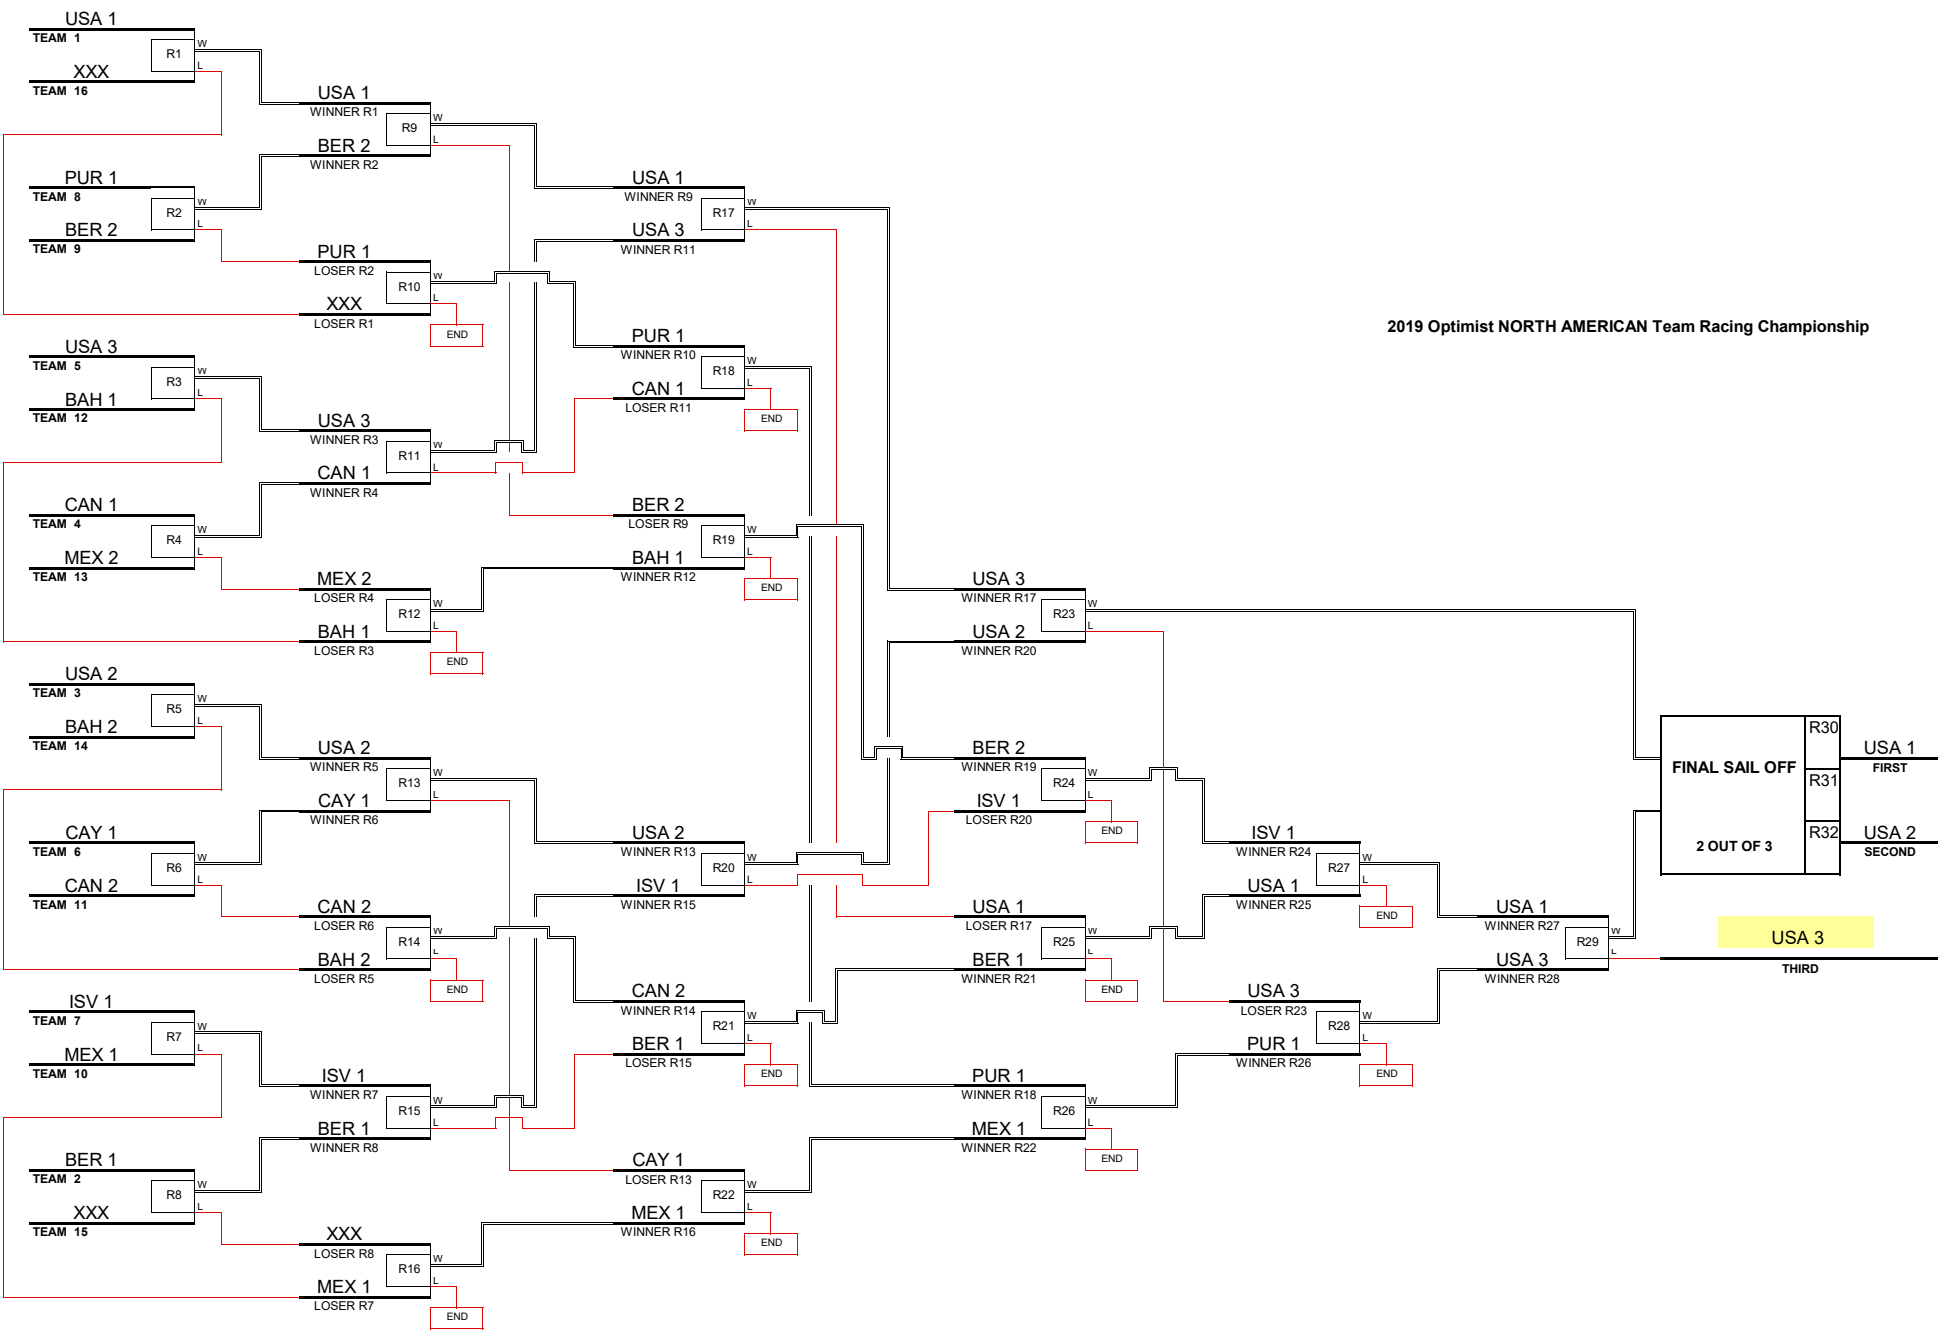 USA 1
TEAM 1
R1
W
L
XXX
TEAM 16
PUR 1
TEAM 8
R2
W
L
BER 2
TEAM 9
USA 3
TEAM 5
R3
W
L
BAH 1
TEAM 12
CAN 1
TEAM 4
R4
W
L
MEX 2
TEAM 13
USA 2
TEAM 3
R5
W
L
BAH 2
TEAM 14
CAY 1
TEAM 6
R6
W
L
CAN 2
TEAM 11
ISV 1
TEAM 7
R7
W
L
MEX 1
TEAM 10
BER 1
TEAM 2
R8
W
L
XXX
TEAM 15
USA 1
WINNER R1
R9
W
L
BER 2
WINNER R2
PUR 1
LOSER R2
R10
W
L
XXX
LOSER R1
END
USA 3
WINNER R3
R11
W
L
CAN 1
WINNER R4
MEX 2
LOSER R4
R12
W
L
BAH 1
LOSER R3
END
USA 2
WINNER R5
R13
W
L
CAY 1
WINNER R6
CAN 2
LOSER R6
R14
W
L
BAH 2
LOSER R5
END
ISV 1
WINNER R7
R15
W
L
BER 1
WINNER R8
XXX
LOSER R8
R16
W
L
MEX 1
LOSER R7
END
USA 1
WINNER R9
R17
W
L
USA 3
WINNER R11
PUR 1
WINNER R10
R18
W
L
CAN 1
LOSER R11
END
BER 2
LOSER R9
R19
W
L
BAH 1
WINNER R12
END
USA 2
WINNER R13
R20
W
L
ISV 1
WINNER R15
CAN 2
WINNER R14
R21
W
L
BER 1
LOSER R15
END
CAY 1
LOSER R13
R22
W
L
MEX 1
WINNER R16
END
USA 3
WINNER R17
R23
W
L
USA 2
WINNER R20
BER 2
WINNER R19
R24
W
L
ISV 1
LOSER R20
END
USA 1
LOSER R17
R25
W
L
BER 1
WINNER R21
END
PUR 1
WINNER R18
R26
W
L
MEX 1
WINNER R22
END
ISV 1
WINNER R24
R27
W
L
USA 1
WINNER R25
END
USA 3
LOSER R23
R28
W
L
PUR 1
WINNER R26
END
2019 Optimist NORTH AMERICAN Team Racing Championship
USA 1
WINNER R27
R29
W
L
USA 3
WINNER R28
FINAL SAIL OFF
2 OUT OF 3
R30
R31
R32
USA 1
FIRST
USA 2
SECOND
USA 3
THIRD